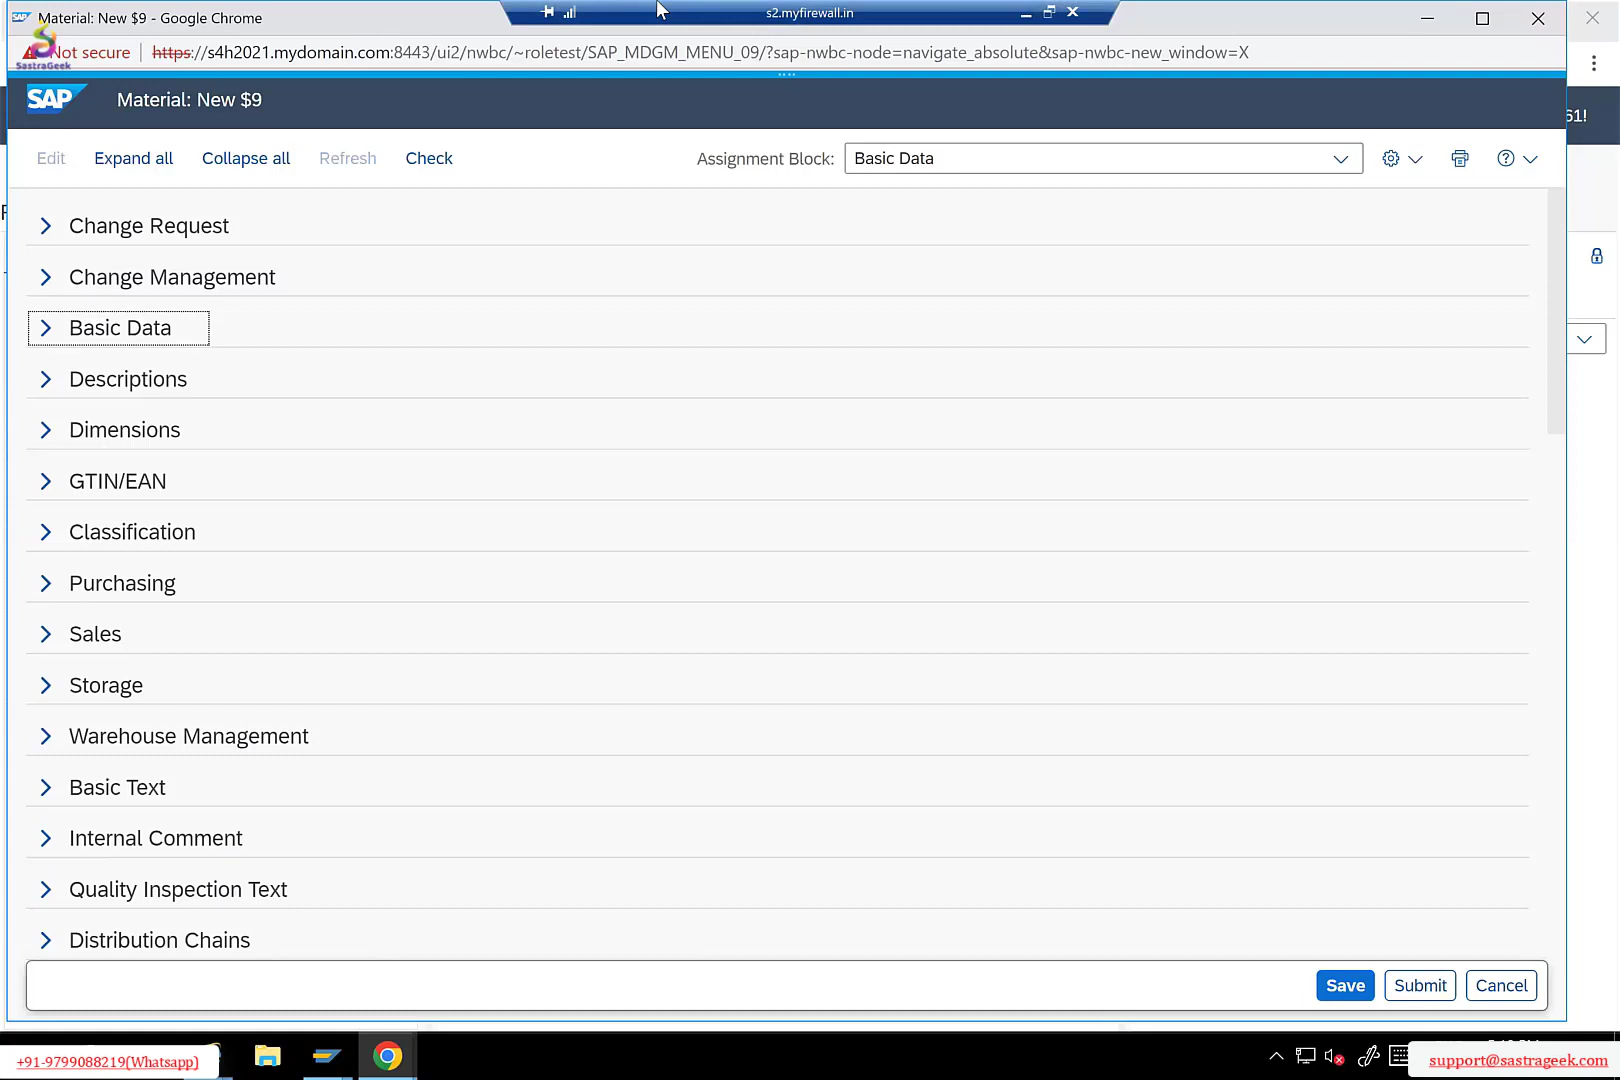 Material: New $9 - Google Chrome
s2.myfirewall.in
SastraGeek
Not secure
https://s4h2021.mydomain.com:8443/ui2/nwbc/~roletest/SAP_MDGM_MENU_09/?sap-nwbc-node=navigate_absolute&sap-nwbc-new_window=X
SAP
Material: New $9
61!
Edit
Expand all
Collapse all
Refresh
Check
Assignment Block:
Basic Data
Change Request
Change Management
Basic Data
Descriptions
Dimensions
GTIN/EAN
Classification
Purchasing
Sales
Storage
Warehouse Management
Basic Text
Internal Comment
Quality Inspection Text
Distribution Chains
Save
Submit
Cancel
+91-9799088219(Whatsapp)
support@sastrageek.com